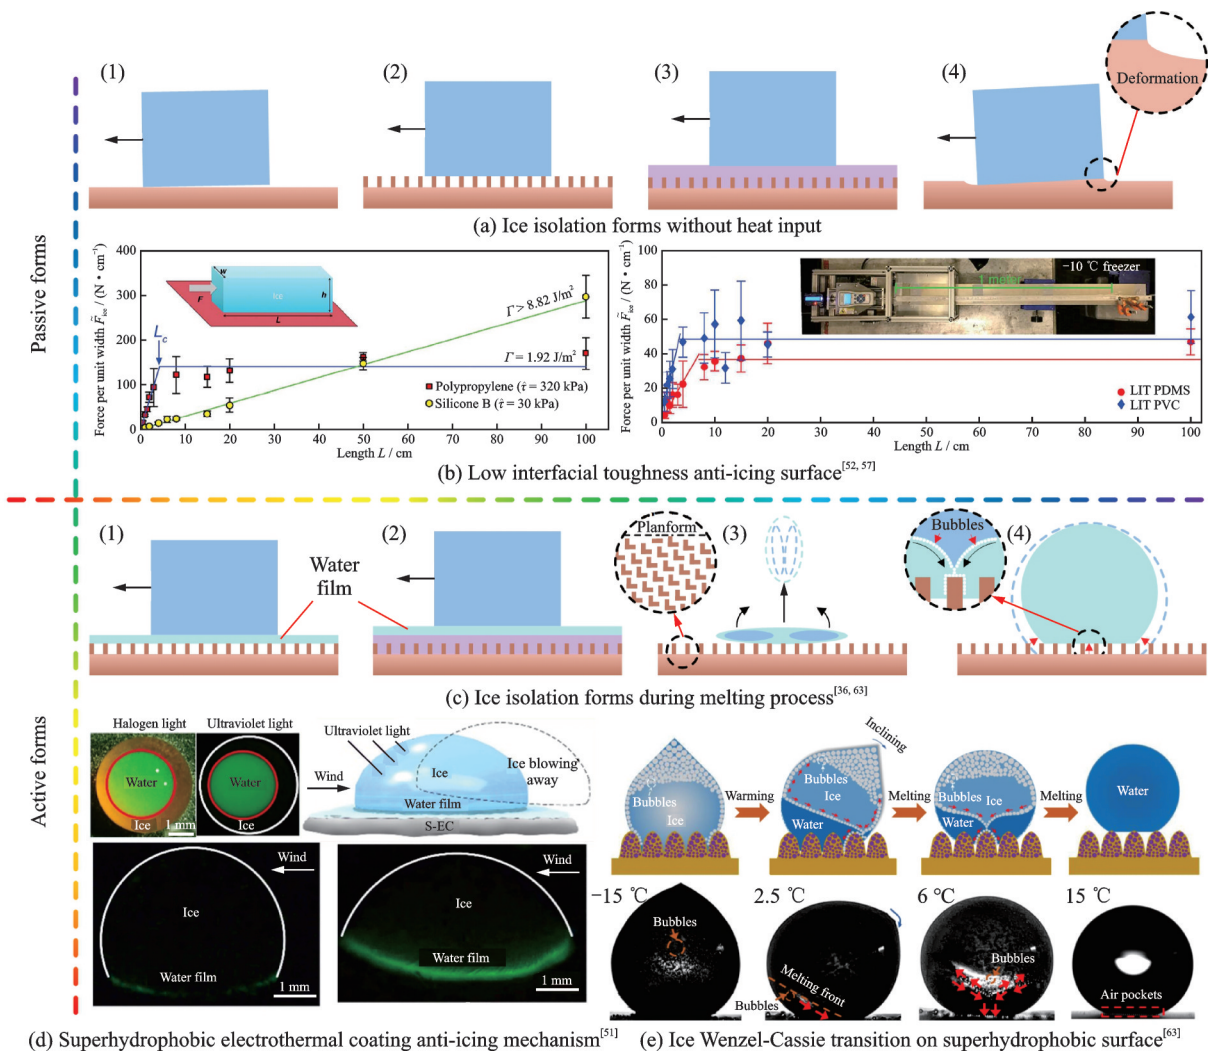 Passive forms
(1)
(2)
(3)
(4)
Deformation
(a) Ice isolation forms without heat input
Force per unit width F̃ice / (N • cm⁻¹)
400
300
200
100
0
w
Ice
F
h
L
Lc
Γ > 8.82 J/m²
Γ = 1.92 J/m²
Polypropylene (τ̂ = 320 kPa)
Silicone B (τ̂ = 30 kPa)
0 10 20 30 40 50 60 70 80 90 100
Length L / cm
Force per unit width F̃ice / (N • cm⁻¹)
100
80
60
40
20
0
1 meter
−10 ℃ freezer
LIT PDMS
LIT PVC
0 10 20 30 40 50 60 70 80 90 100
Length L / cm
(b) Low interfacial toughness anti-icing surface[52, 57]
Active forms
(1)
(2)
(3)
(4)
Water
film
Planform
Bubbles
(c) Ice isolation forms during melting process[36, 63]
Halogen light
Ultraviolet light
Water
Ice
1 mm
Water
Ice
Ultraviolet light
Wind
Ice
Ice blowing
away
Water film
S-EC
Wind
Ice
Water film
1 mm
Wind
Ice
Water film
1 mm
(d) Superhydrophobic electrothermal coating anti-icing mechanism[51]
Bubbles
Ice
Warming
Inclining
Bubbles
Ice
Water
Melting
Bubbles
Ice
Water
Melting
Water
−15 ℃
Bubbles
2.5 ℃
Melting front
Bubbles
6 ℃
Bubbles
15 ℃
Air pockets
(e) Ice Wenzel-Cassie transition on superhydrophobic surface[63]